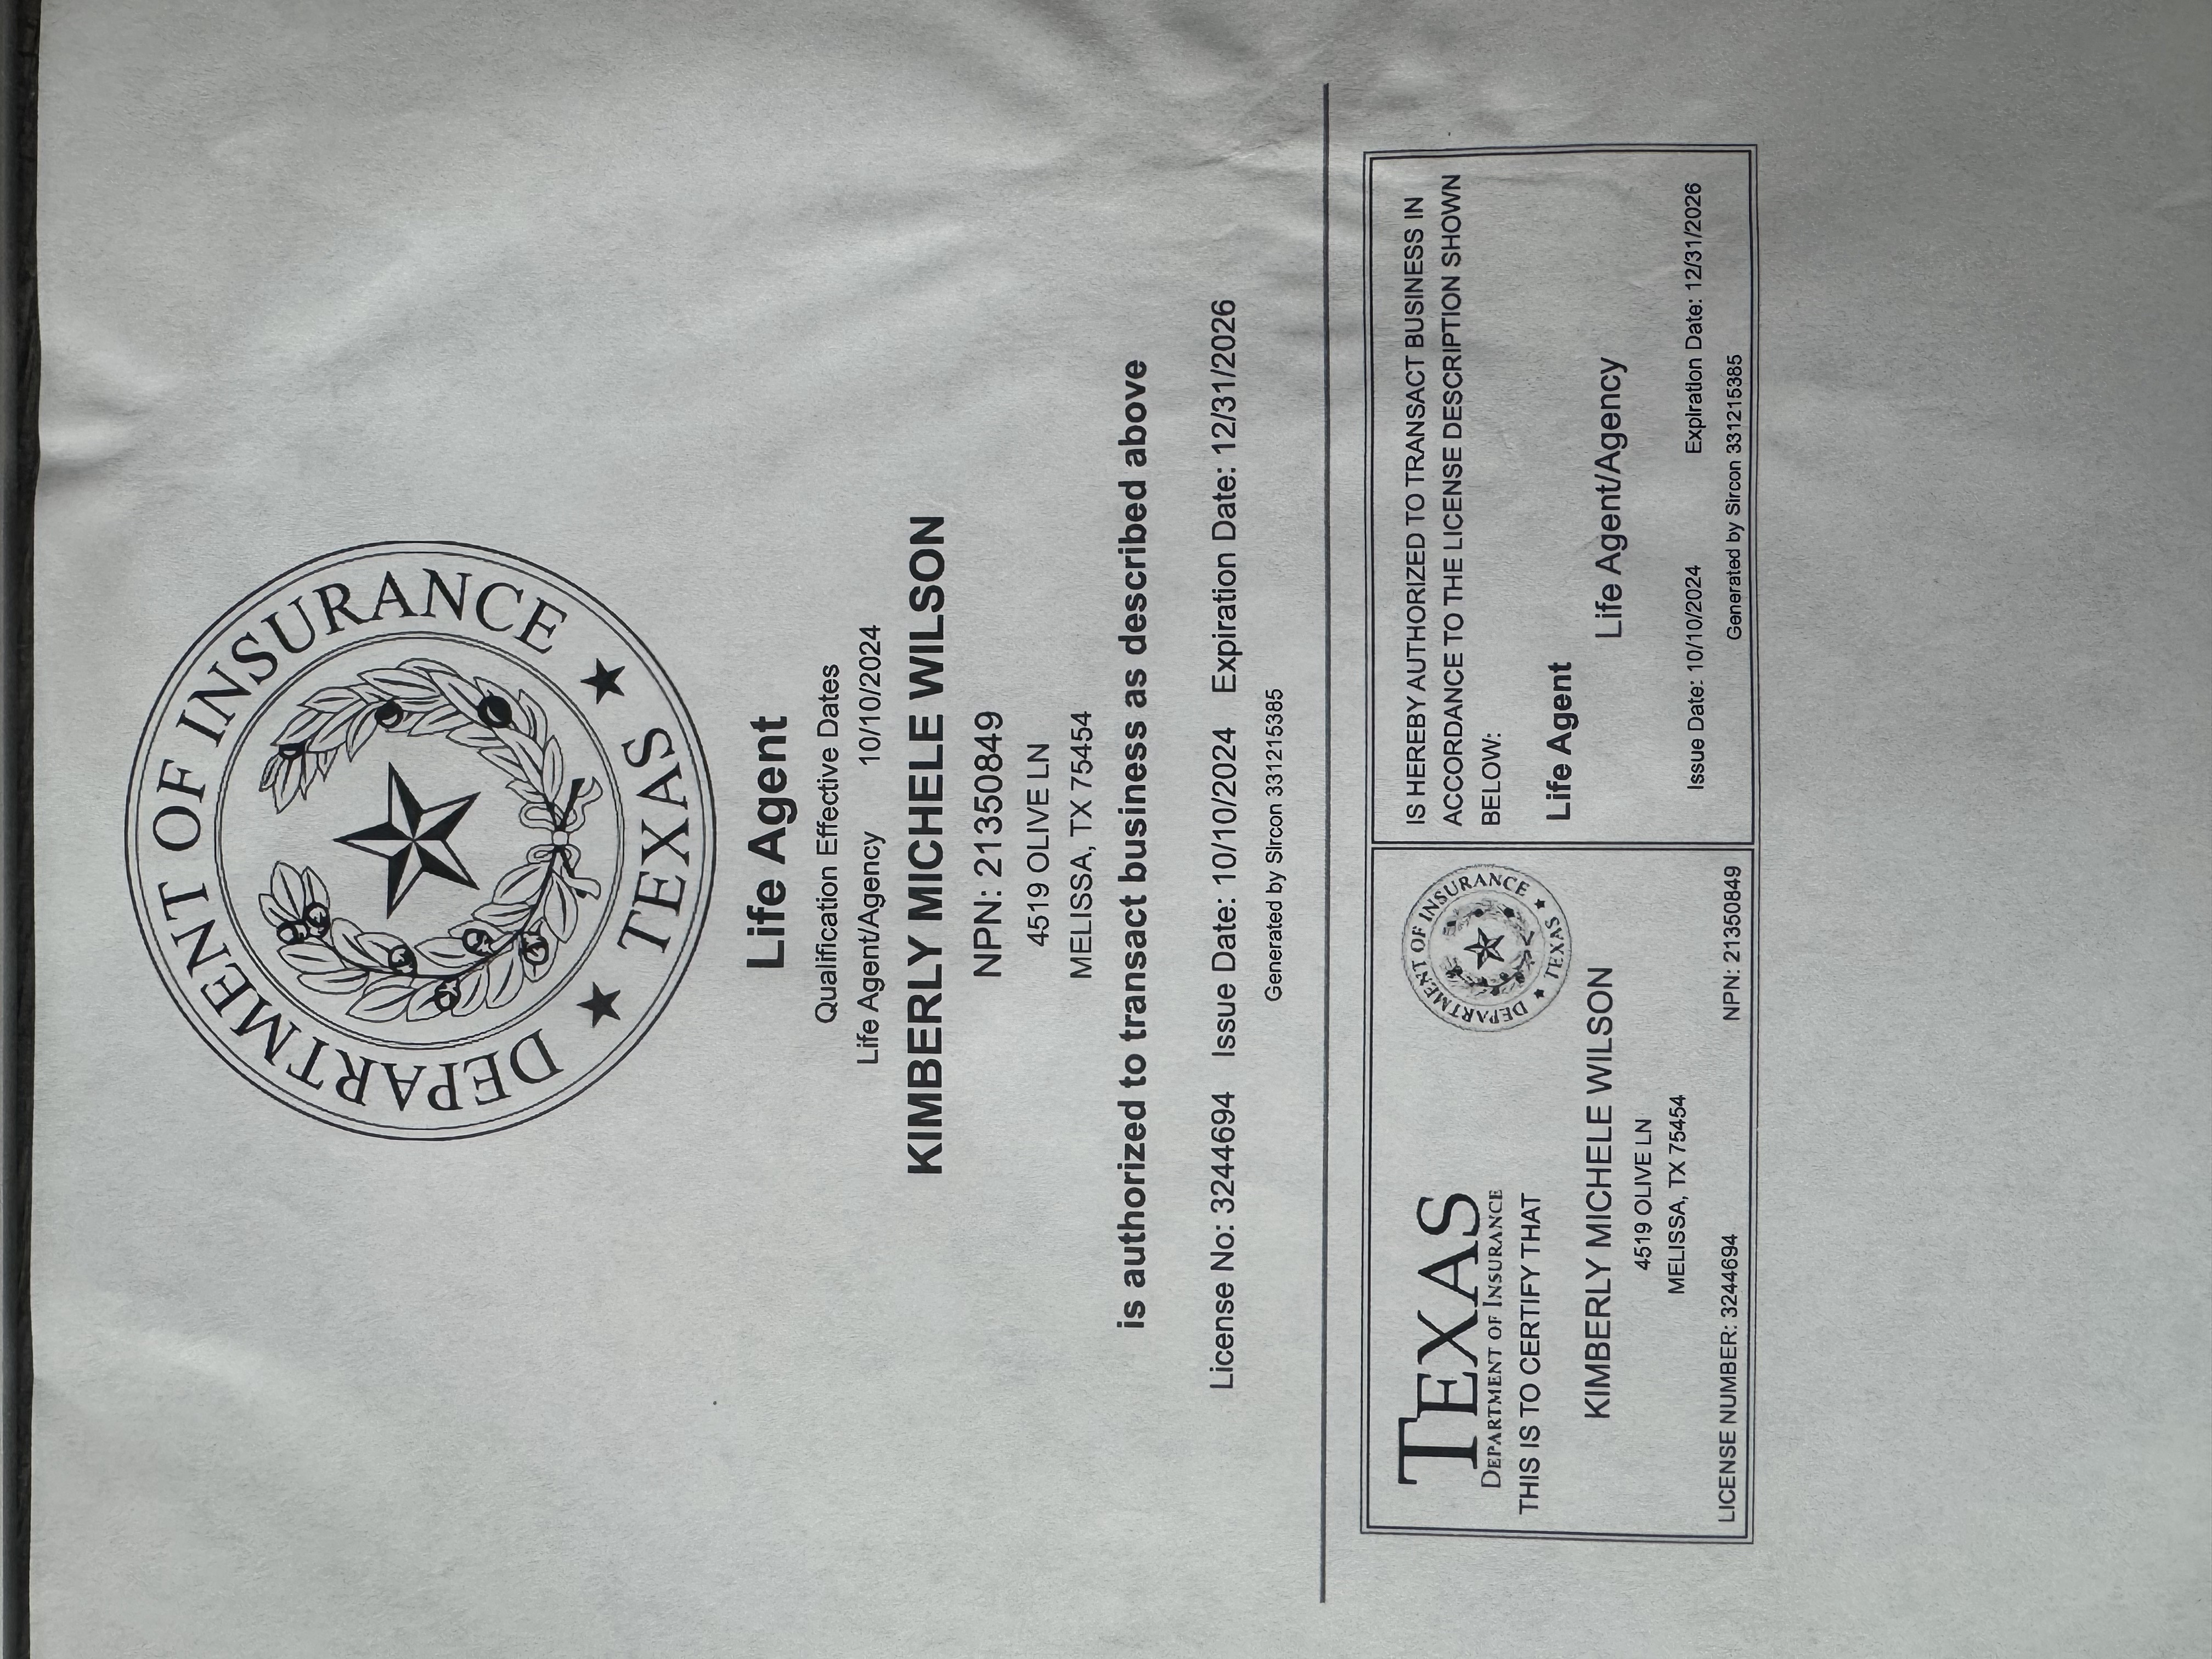 DEPARTMENT OF INSURANCE
★ TEXAS ★
Life Agent
Qualification Effective Dates
Life Agent/Agency 10/10/2024
KIMBERLY MICHELE WILSON
NPN: 21350849
4519 OLIVE LN
MELISSA, TX 75454
is authorized to transact business as described above
License No: 3244694 Issue Date: 10/10/2024 Expiration Date: 12/31/2026
Generated by Sircon 331215385
TEXAS
DEPARTMENT OF INSURANCE
DEPARTMENT OF INSURANCE
★ TEXAS ★
THIS IS TO CERTIFY THAT
KIMBERLY MICHELE WILSON
4519 OLIVE LN
MELISSA, TX 75454
LICENSE NUMBER: 3244694 NPN: 21350849
IS HEREBY AUTHORIZED TO TRANSACT BUSINESS IN
ACCORDANCE TO THE LICENSE DESCRIPTION SHOWN
BELOW:
Life Agent
Life Agent/Agency
Issue Date: 10/10/2024 Expiration Date: 12/31/2026
Generated by Sircon 331215385